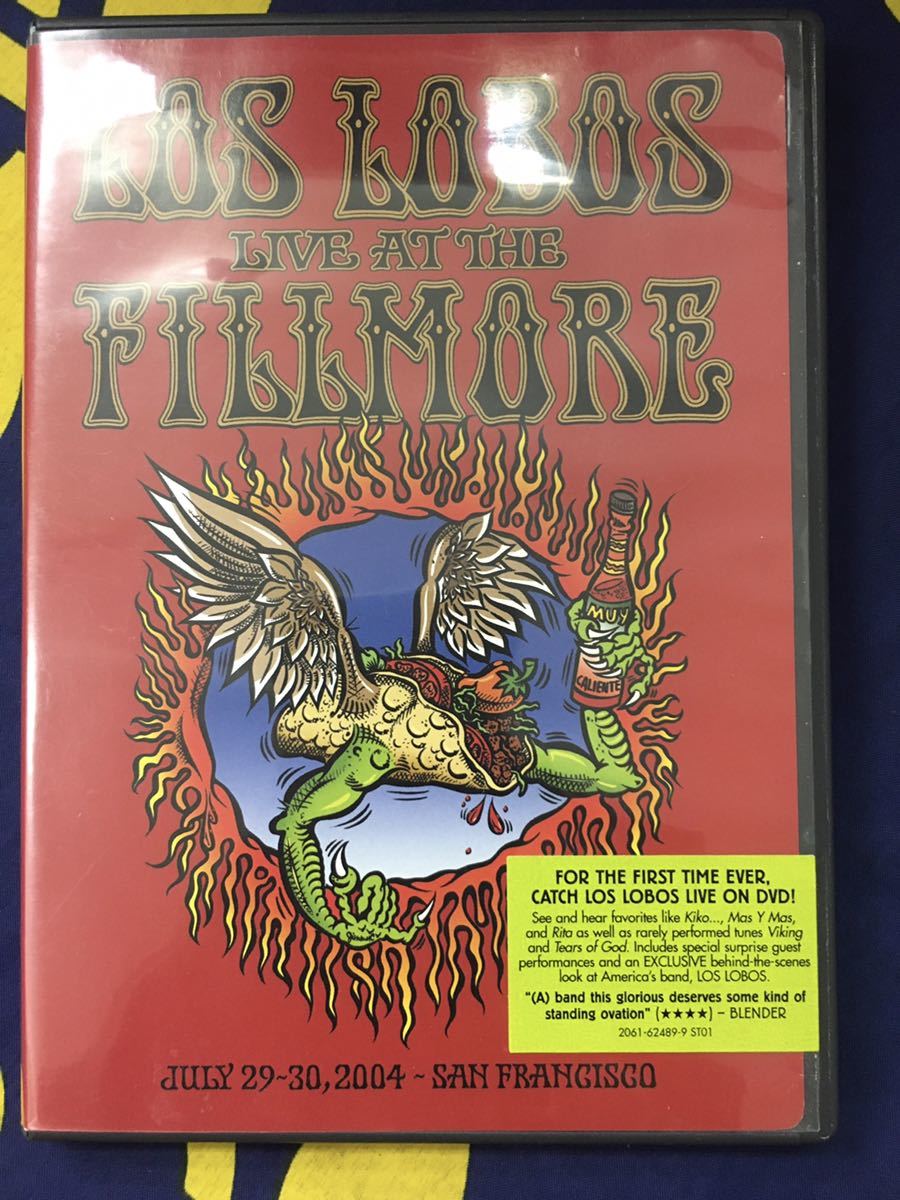 LOS LOBOS
LIVE AT THE
FILLMORE
MUY
CALIENTE
FOR THE FIRST TIME EVER,
CATCH LOS LOBOS LIVE ON DVD!
See and hear favorites like Kiko..., Mas Y Mas,
and Rita as well as rarely performed tunes Viking
and Tears of God. Includes special surprise guest
performances and an EXCLUSIVE behind-the-scenes
look at America's band, LOS LOBOS.
"(A) band this glorious deserves some kind of
standing ovation" (★★★★) – BLENDER
2061-62489-9 ST01
JULY 29~30, 2004 ~ SAN FRANCISCO